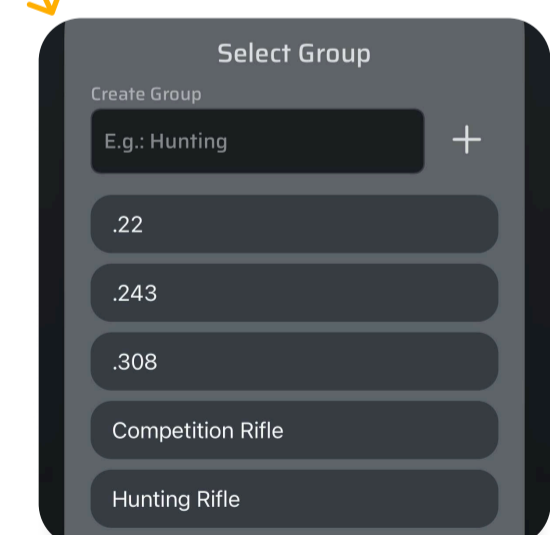 Select Group
Create Group
E.g.: Hunting
.22
.243
.308
Competition Rifle
Hunting Rifle